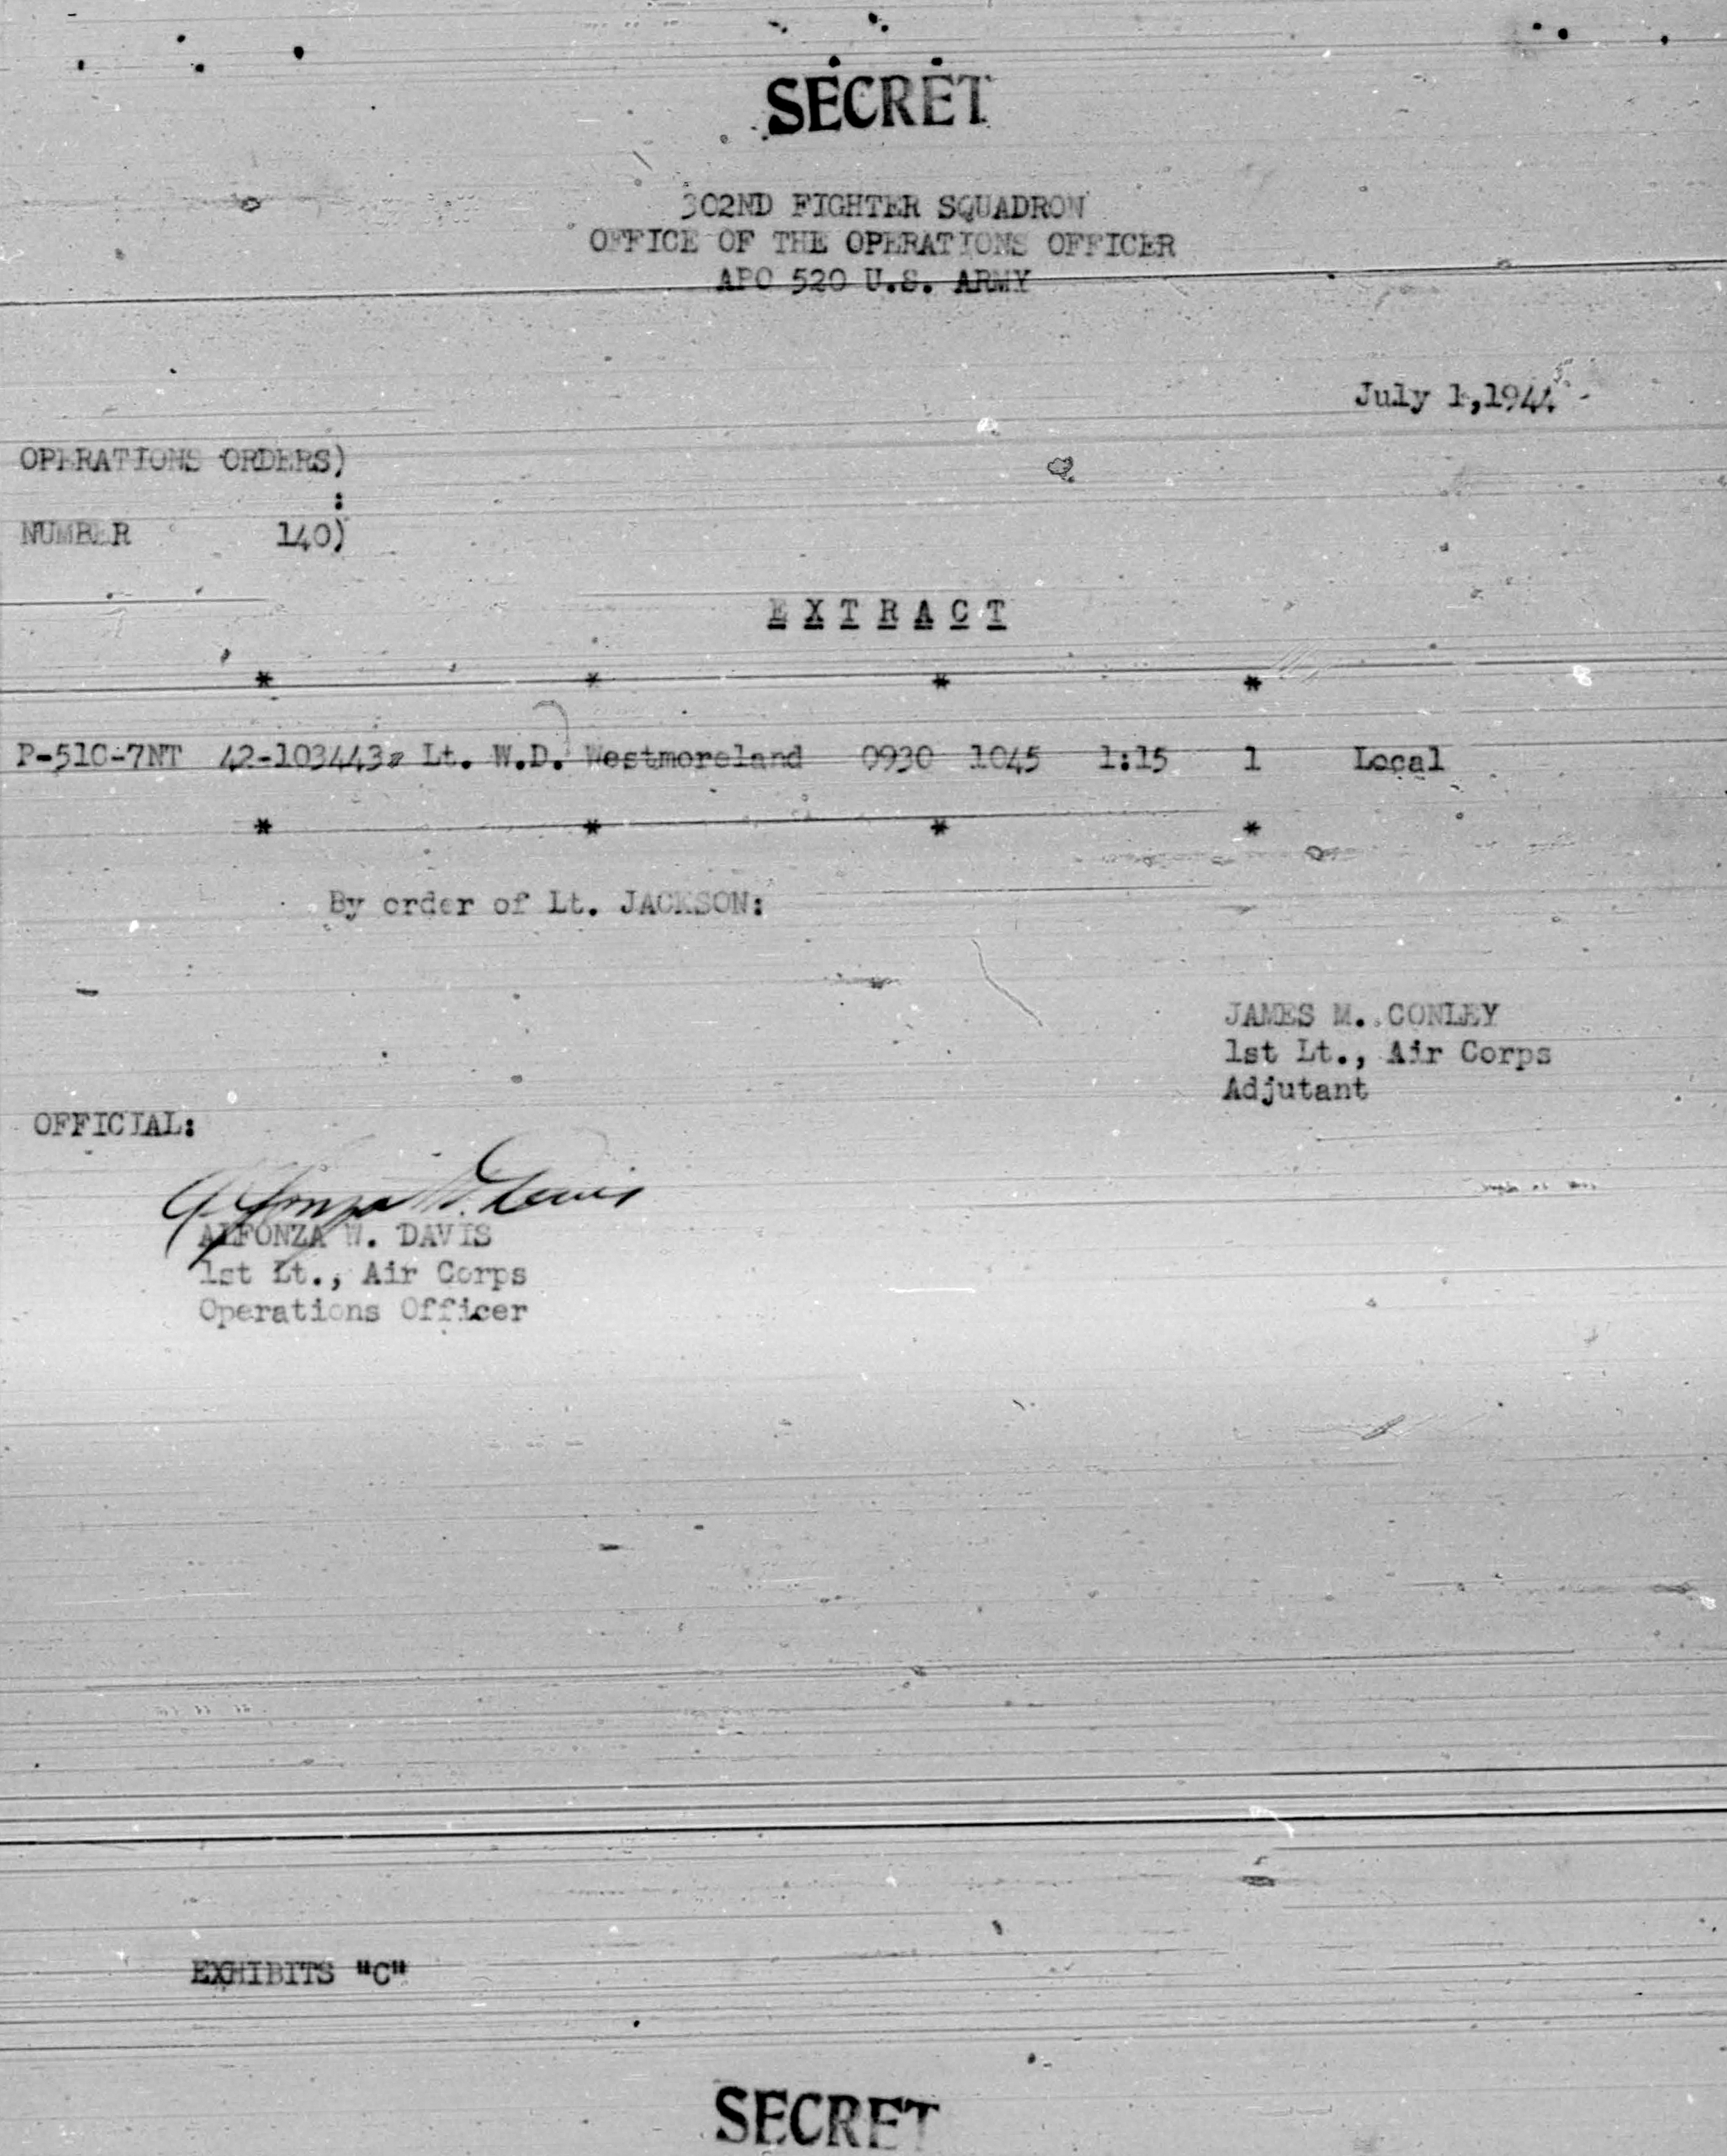 SECRET
302ND FIGHTER SQUADRON
OFFICE OF THE OPERATIONS OFFICER
APO 520 U.S. ARMY
July 1,1944
OPERATIONS ORDERS)
:
NUMBER 140)
E X T R A C T
* * * *
P-51C-7NT 42-103443 Lt. W.D. Westmoreland 0930 1045 1:15 1 Local
* * * *
By order of Lt. JACKSON:
JAMES M. CONLEY
1st Lt., Air Corps
Adjutant
OFFICIAL:
Alfonza W. Davis
ALFONZA W. DAVIS
1st Lt., Air Corps
Operations Officer
EXHIBITS "C"
SECRET